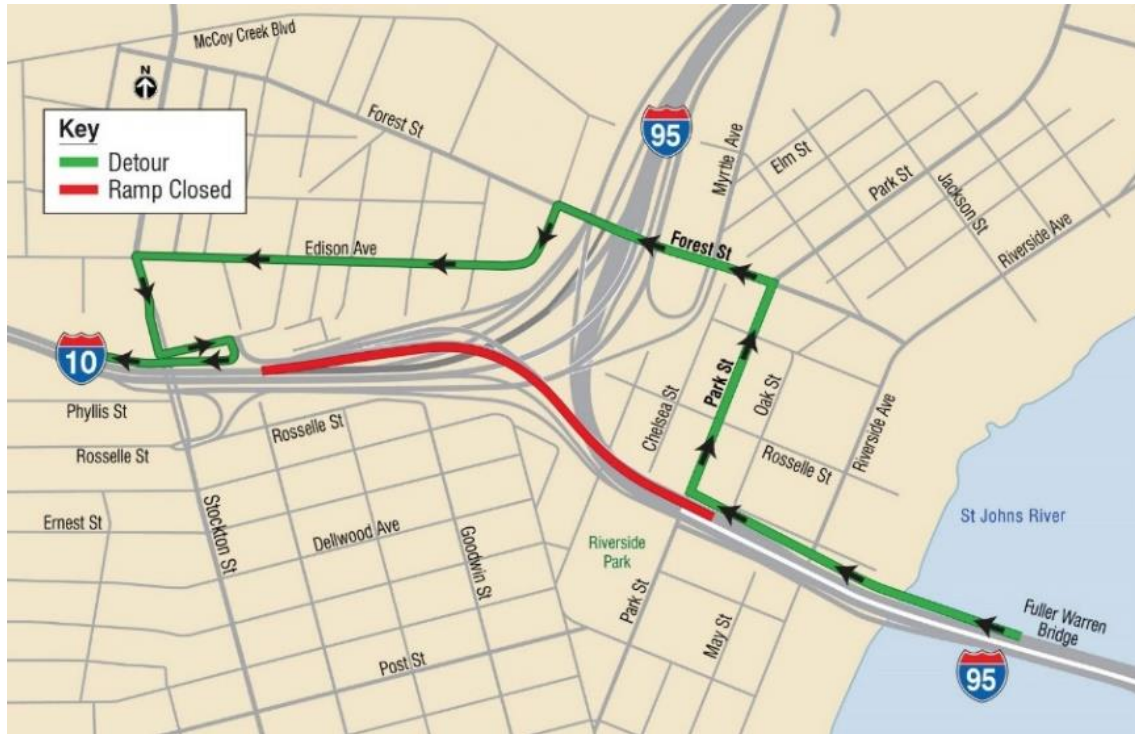 McCoy Creek Blvd
N
Key
Detour
Ramp Closed
Forest St
95
Myrtle Ave
Elm St
Park St
Jackson St
Riverside Ave
Edison Ave
Forest St
10
Phyllis St
Rosselle St
Rosselle St
Ernest St
Stockton St
Dellwood Ave
Goodwin St
Post St
Chelsea St
Park St
Oak St
Rosselle St
Riverside Ave
Riverside
Park
Park St
May St
St Johns River
Fuller Warren
Bridge
95